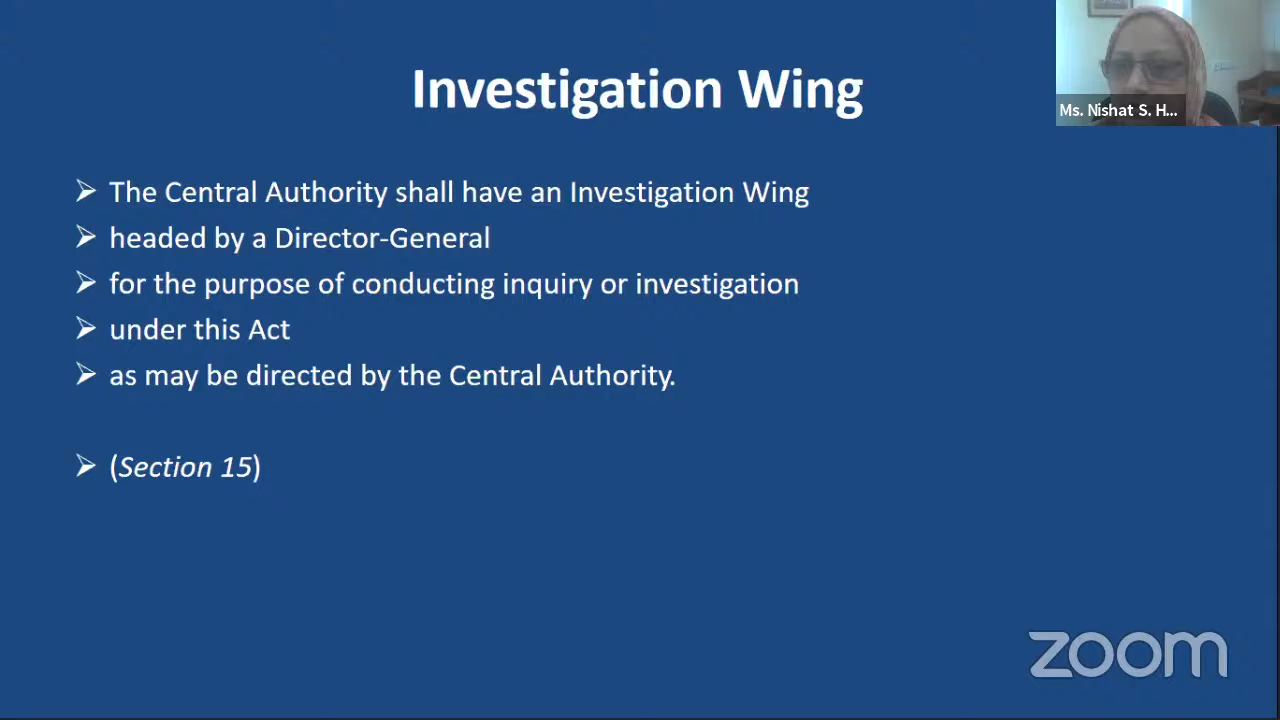 Investigation Wing
Ms. Nishat S. H...
The Central Authority shall have an Investigation Wing
headed by a Director-General
for the purpose of conducting inquiry or investigation
under this Act
as may be directed by the Central Authority.
(Section 15)
zoom